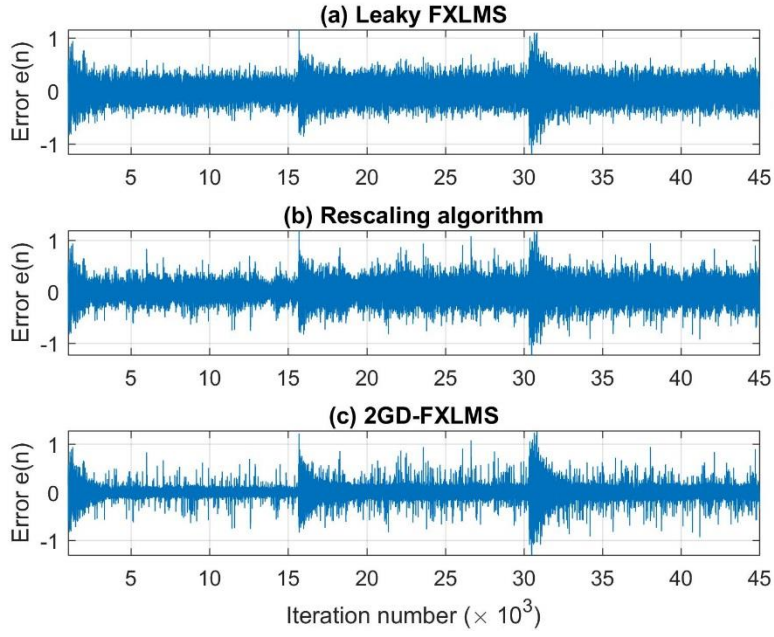 (a) Leaky FXLMS
Error e(n)
1
0
-1
5 10 15 20 25 30 35 40 45
(b) Rescaling algorithm
Error e(n)
1
0
-1
5 10 15 20 25 30 35 40 45
(c) 2GD-FXLMS
Error e(n)
1
0
-1
5 10 15 20 25 30 35 40 45
Iteration number (× 10³)